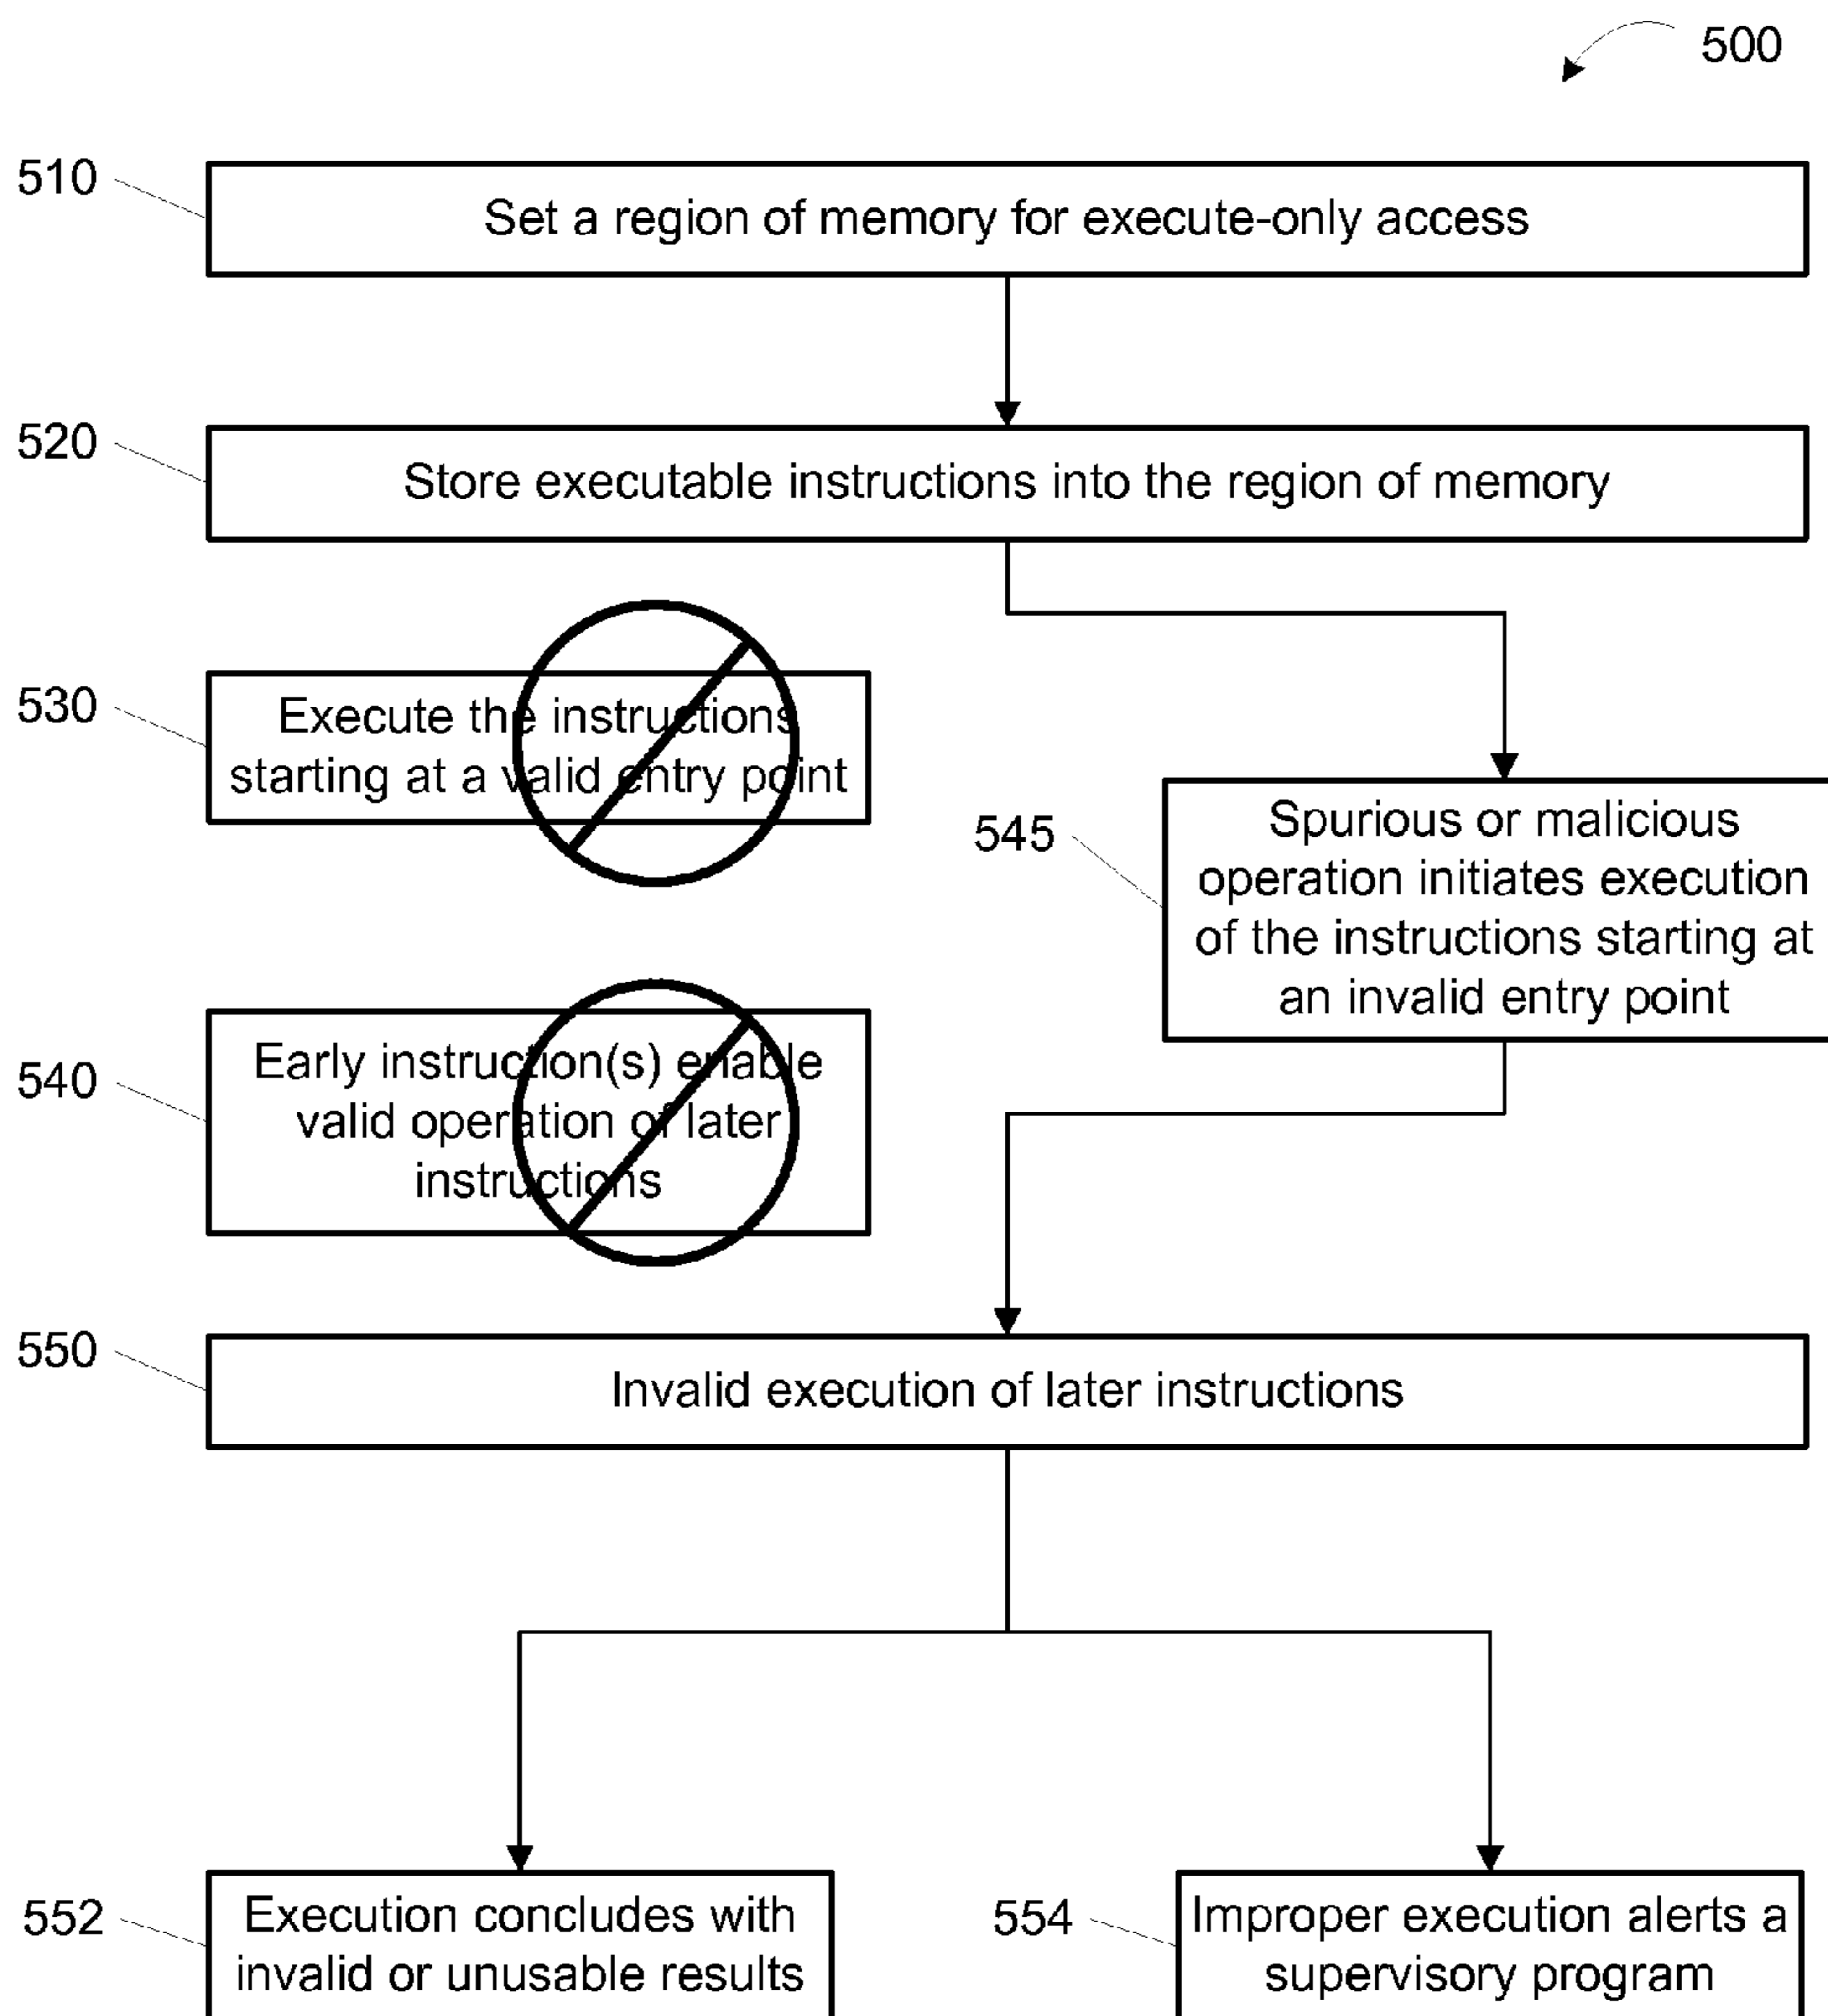 500
510
Set a region of memory for execute-only access
520
Store executable instructions into the region of memory
530
Execute the instructions
starting at a valid entry point
545
Spurious or malicious
operation initiates execution
of the instructions starting at
an invalid entry point
540
Early instruction(s) enable
valid operation of later
instructions
550
Invalid execution of later instructions
552
Execution concludes with
invalid or unusable results
554
Improper execution alerts a
supervisory program